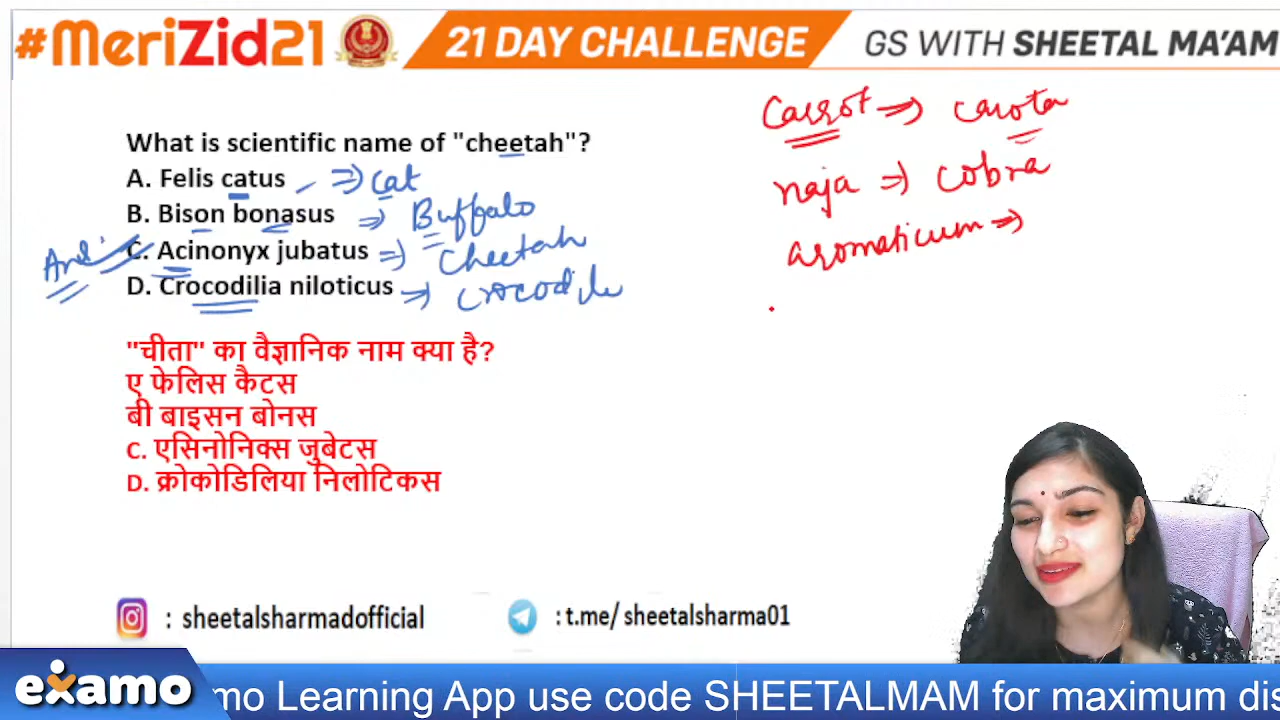 #MeriZid21 21 DAY CHALLENGE GS WITH SHEETAL MA'AM
What is scientific name of "cheetah"?
A. Felis catus ⇒ cat
B. Bison bonasus ⇒ Buffalo
Ans C. Acinonyx jubatus ⇒ Cheetah
D. Crocodilia niloticus → crocodile
Carrot ⇒ carota
naja ⇒ cobra
aromaticum ⇒
"चीता" का वैज्ञानिक नाम क्या है?
ए फेलिस कैटस
बी बाइसन बोनस
C. एसिनोनिक्स जुबेटस
D. क्रोकोडिलिया निलोटिकस
: sheetalsharmadofficial : t.me/ sheetalsharma01
examo mo Learning App use code SHEETALMAM for maximum dis